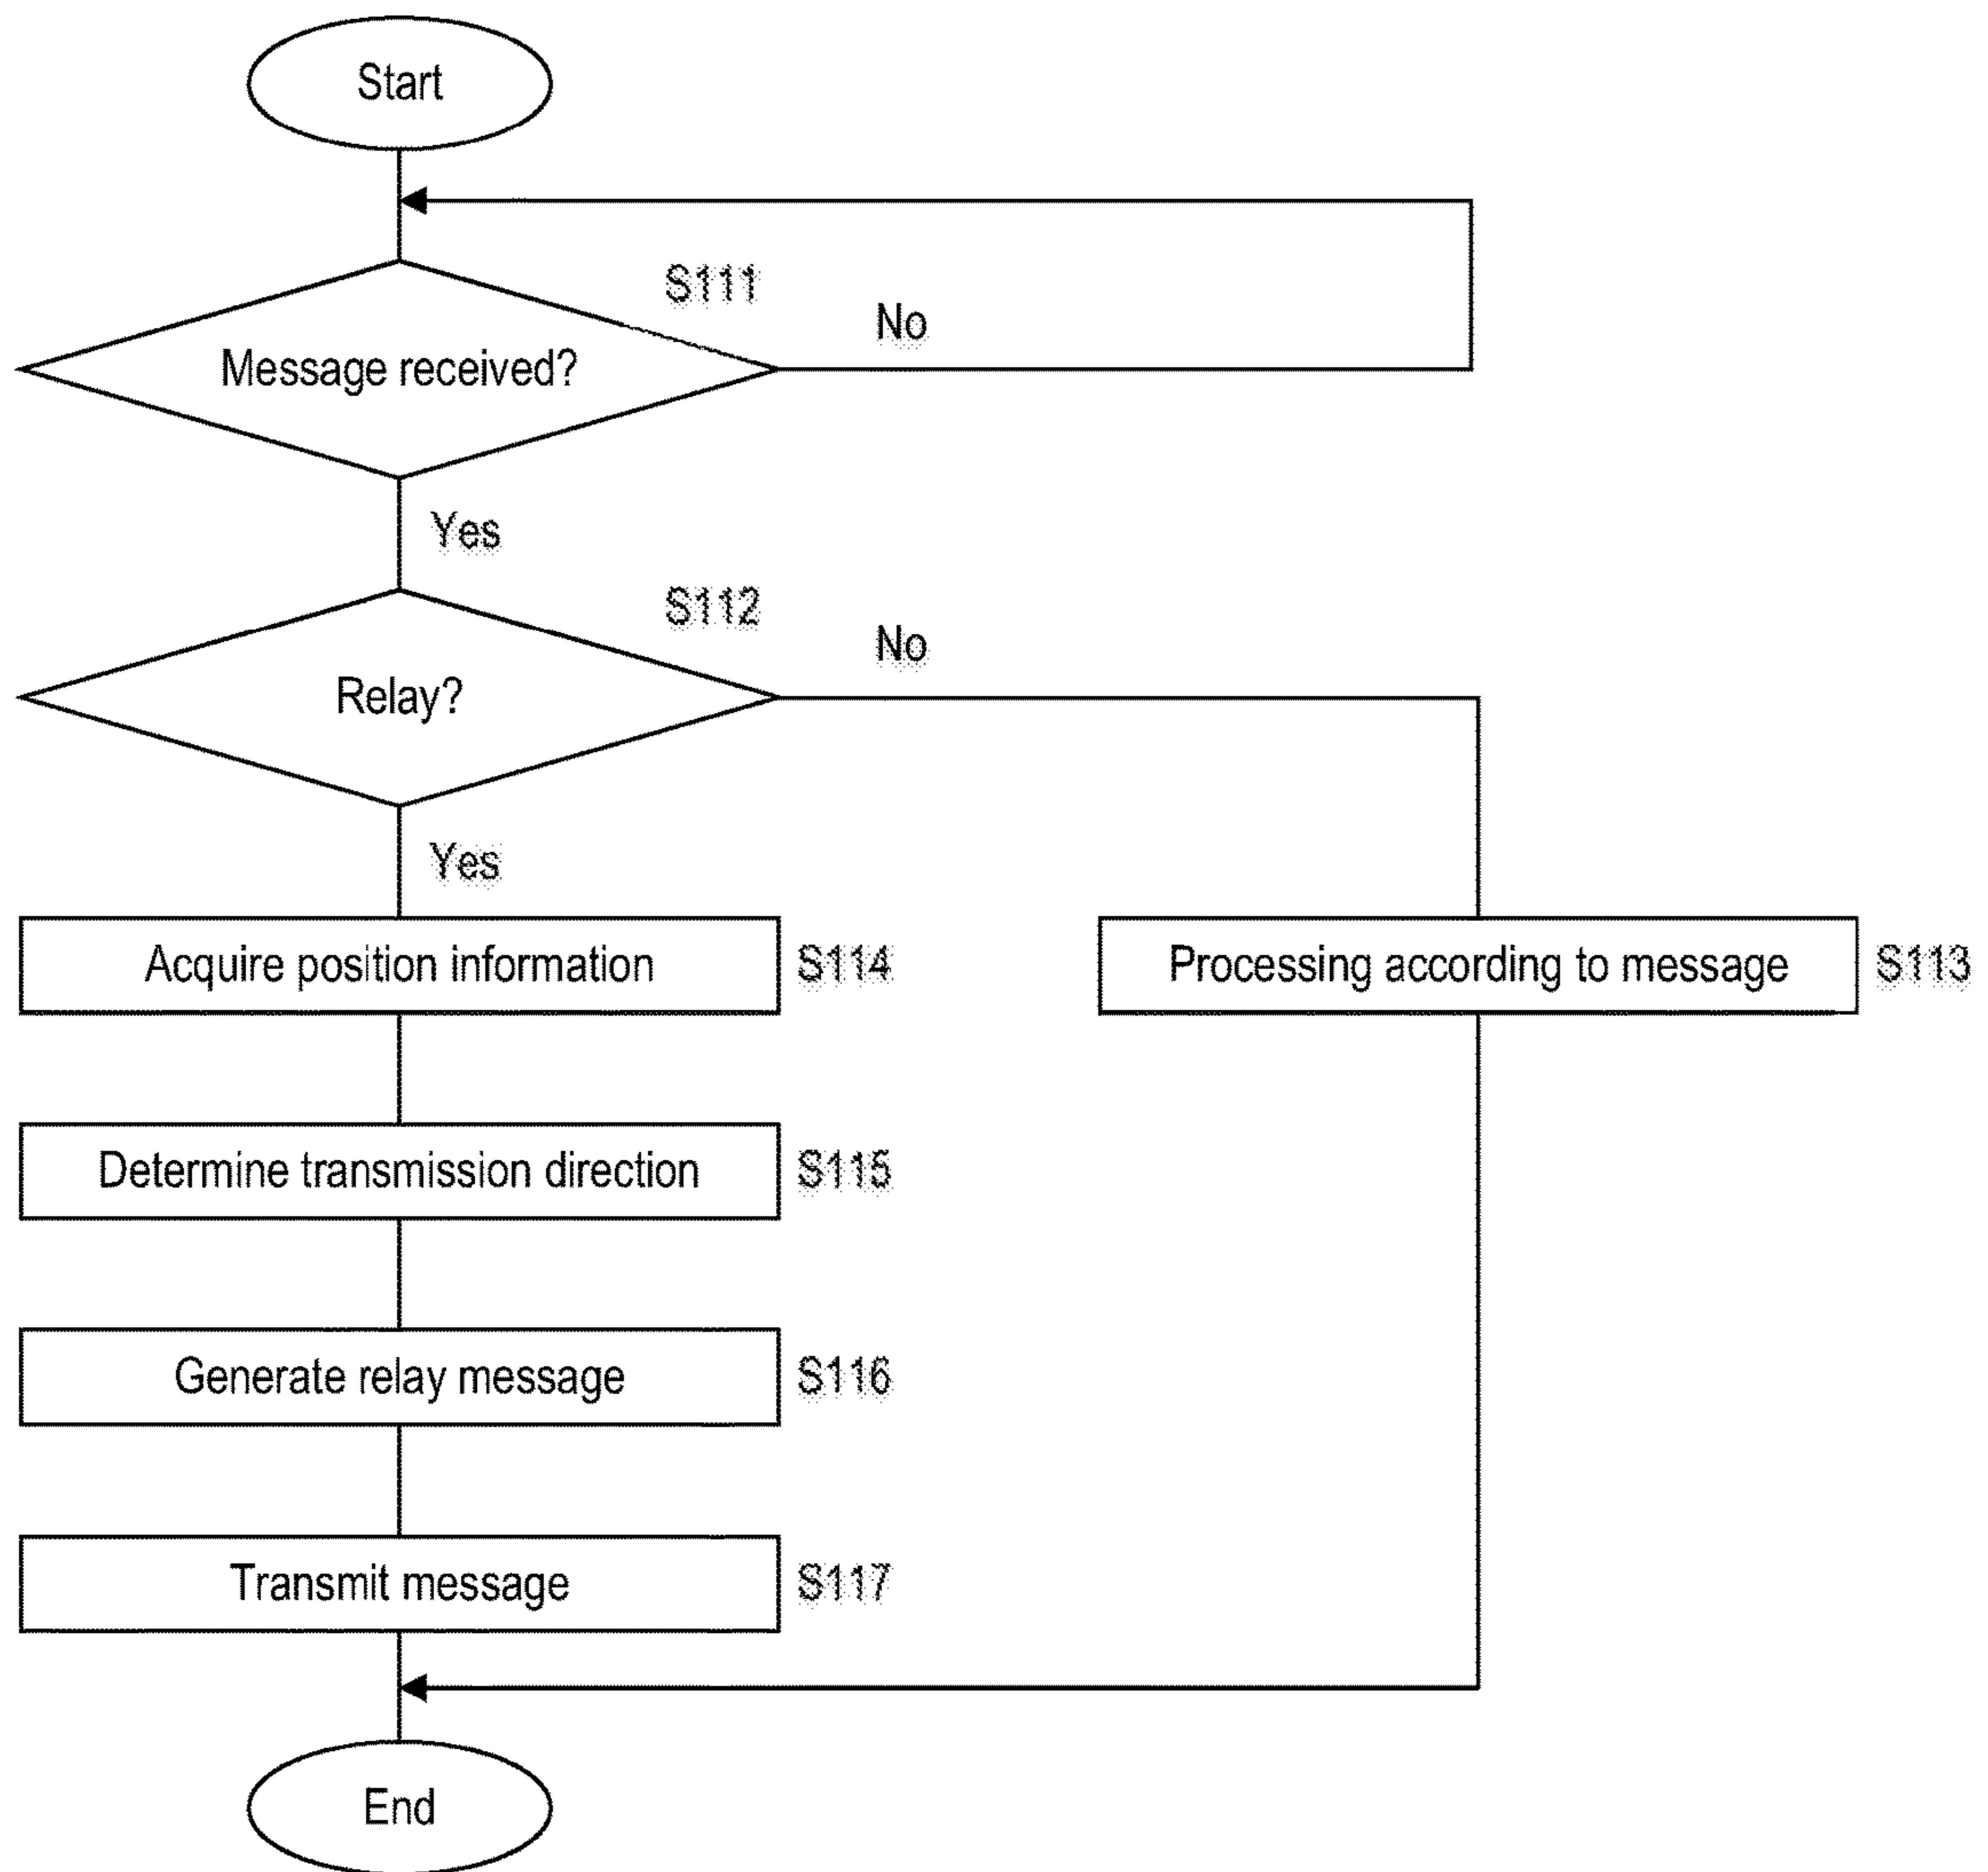 Start
S111
No
Message received?
Yes
S112
No
Relay?
Yes
Acquire position information
S114
Processing according to message
S113
Determine transmission direction
S115
Generate relay message
S116
Transmit message
S117
End